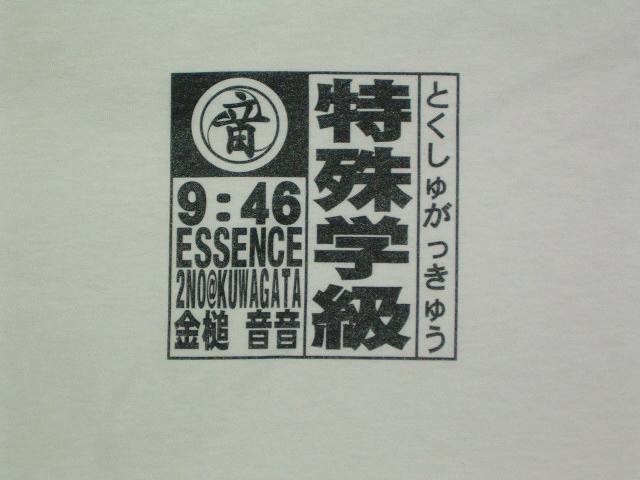 とくしゅがっきゅう
特殊学級
音
9:46
ESSENCE
2NO@KUWAGATA
金槌 音音